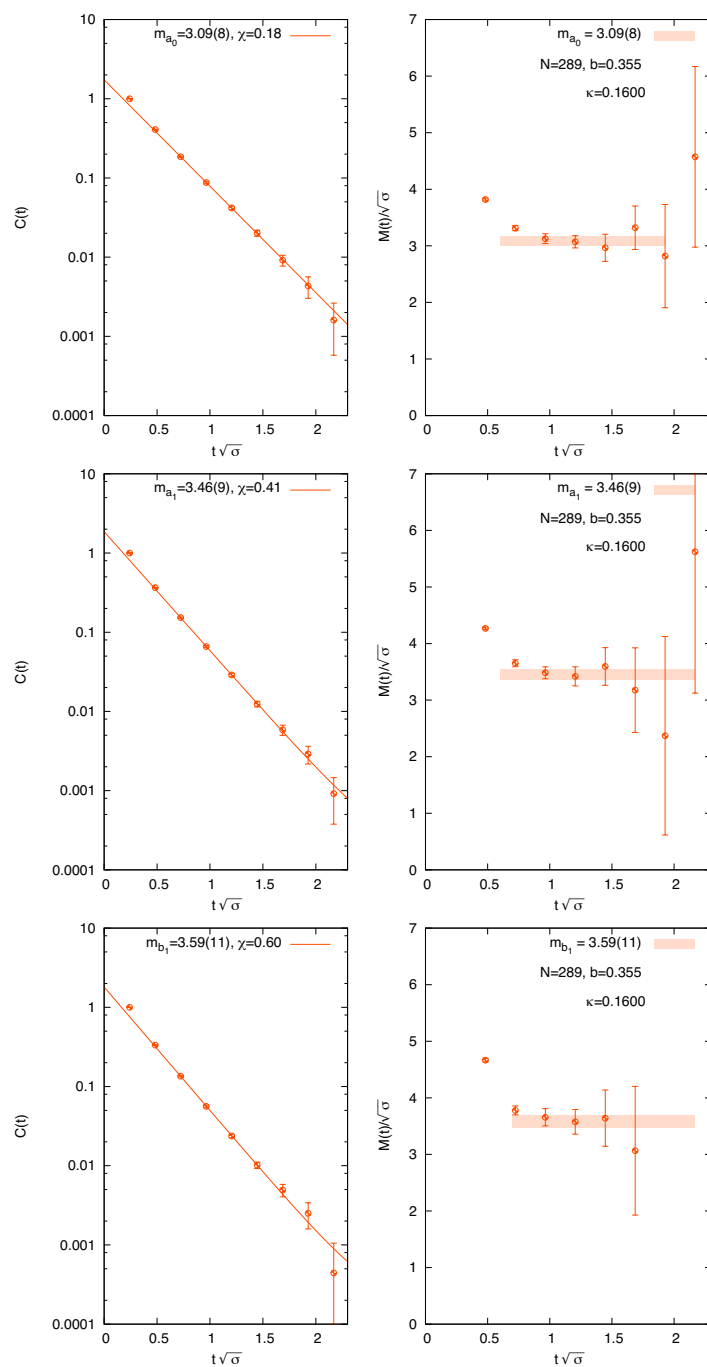 m_{a_0}=3.09(8), χ=0.18
10
1
0.1
0.01
0.001
0.0001
C(t)
0 0.5 1 1.5 2
t√σ
m_{a_0} = 3.09(8)
N=289, b=0.355
κ=0.1600
7
6
5
4
3
2
1
0
M(t)/√σ
0 0.5 1 1.5 2
t√σ
m_{a_1}=3.46(9), χ=0.41
10
1
0.1
0.01
0.001
0.0001
C(t)
0 0.5 1 1.5 2
t√σ
m_{a_1} = 3.46(9)
N=289, b=0.355
κ=0.1600
7
6
5
4
3
2
1
0
M(t)/√σ
0 0.5 1 1.5 2
t√σ
m_{b_1}=3.59(11), χ=0.60
10
1
0.1
0.01
0.001
0.0001
C(t)
0 0.5 1 1.5 2
t√σ
m_{b_1} = 3.59(11)
N=289, b=0.355
κ=0.1600
7
6
5
4
3
2
1
0
M(t)/√σ
0 0.5 1 1.5 2
t√σ